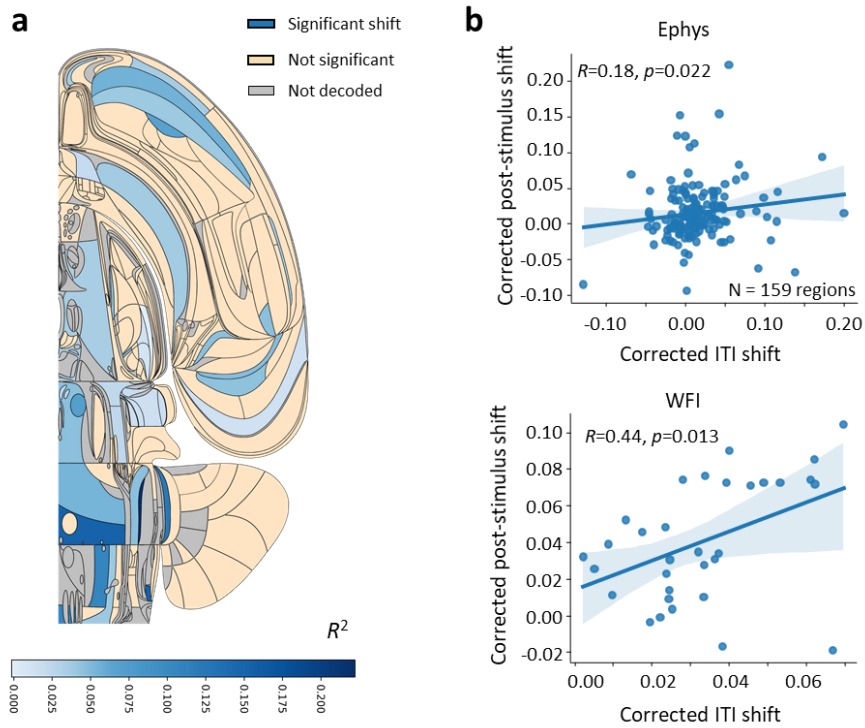 a
Significant shift
Not significant
Not decoded
R²
0.000
0.025
0.050
0.075
0.100
0.125
0.150
0.175
0.200
b
Ephys
R=0.18, p=0.022
Corrected post-stimulus shift
0.20
0.15
0.10
0.05
0.00
-0.05
-0.10
N = 159 regions
-0.10
0.00
0.10
0.20
Corrected ITI shift
WFI
R=0.44, p=0.013
Corrected post-stimulus shift
0.10
0.08
0.06
0.04
0.02
0.00
-0.02
0.00
0.02
0.04
0.06
Corrected ITI shift